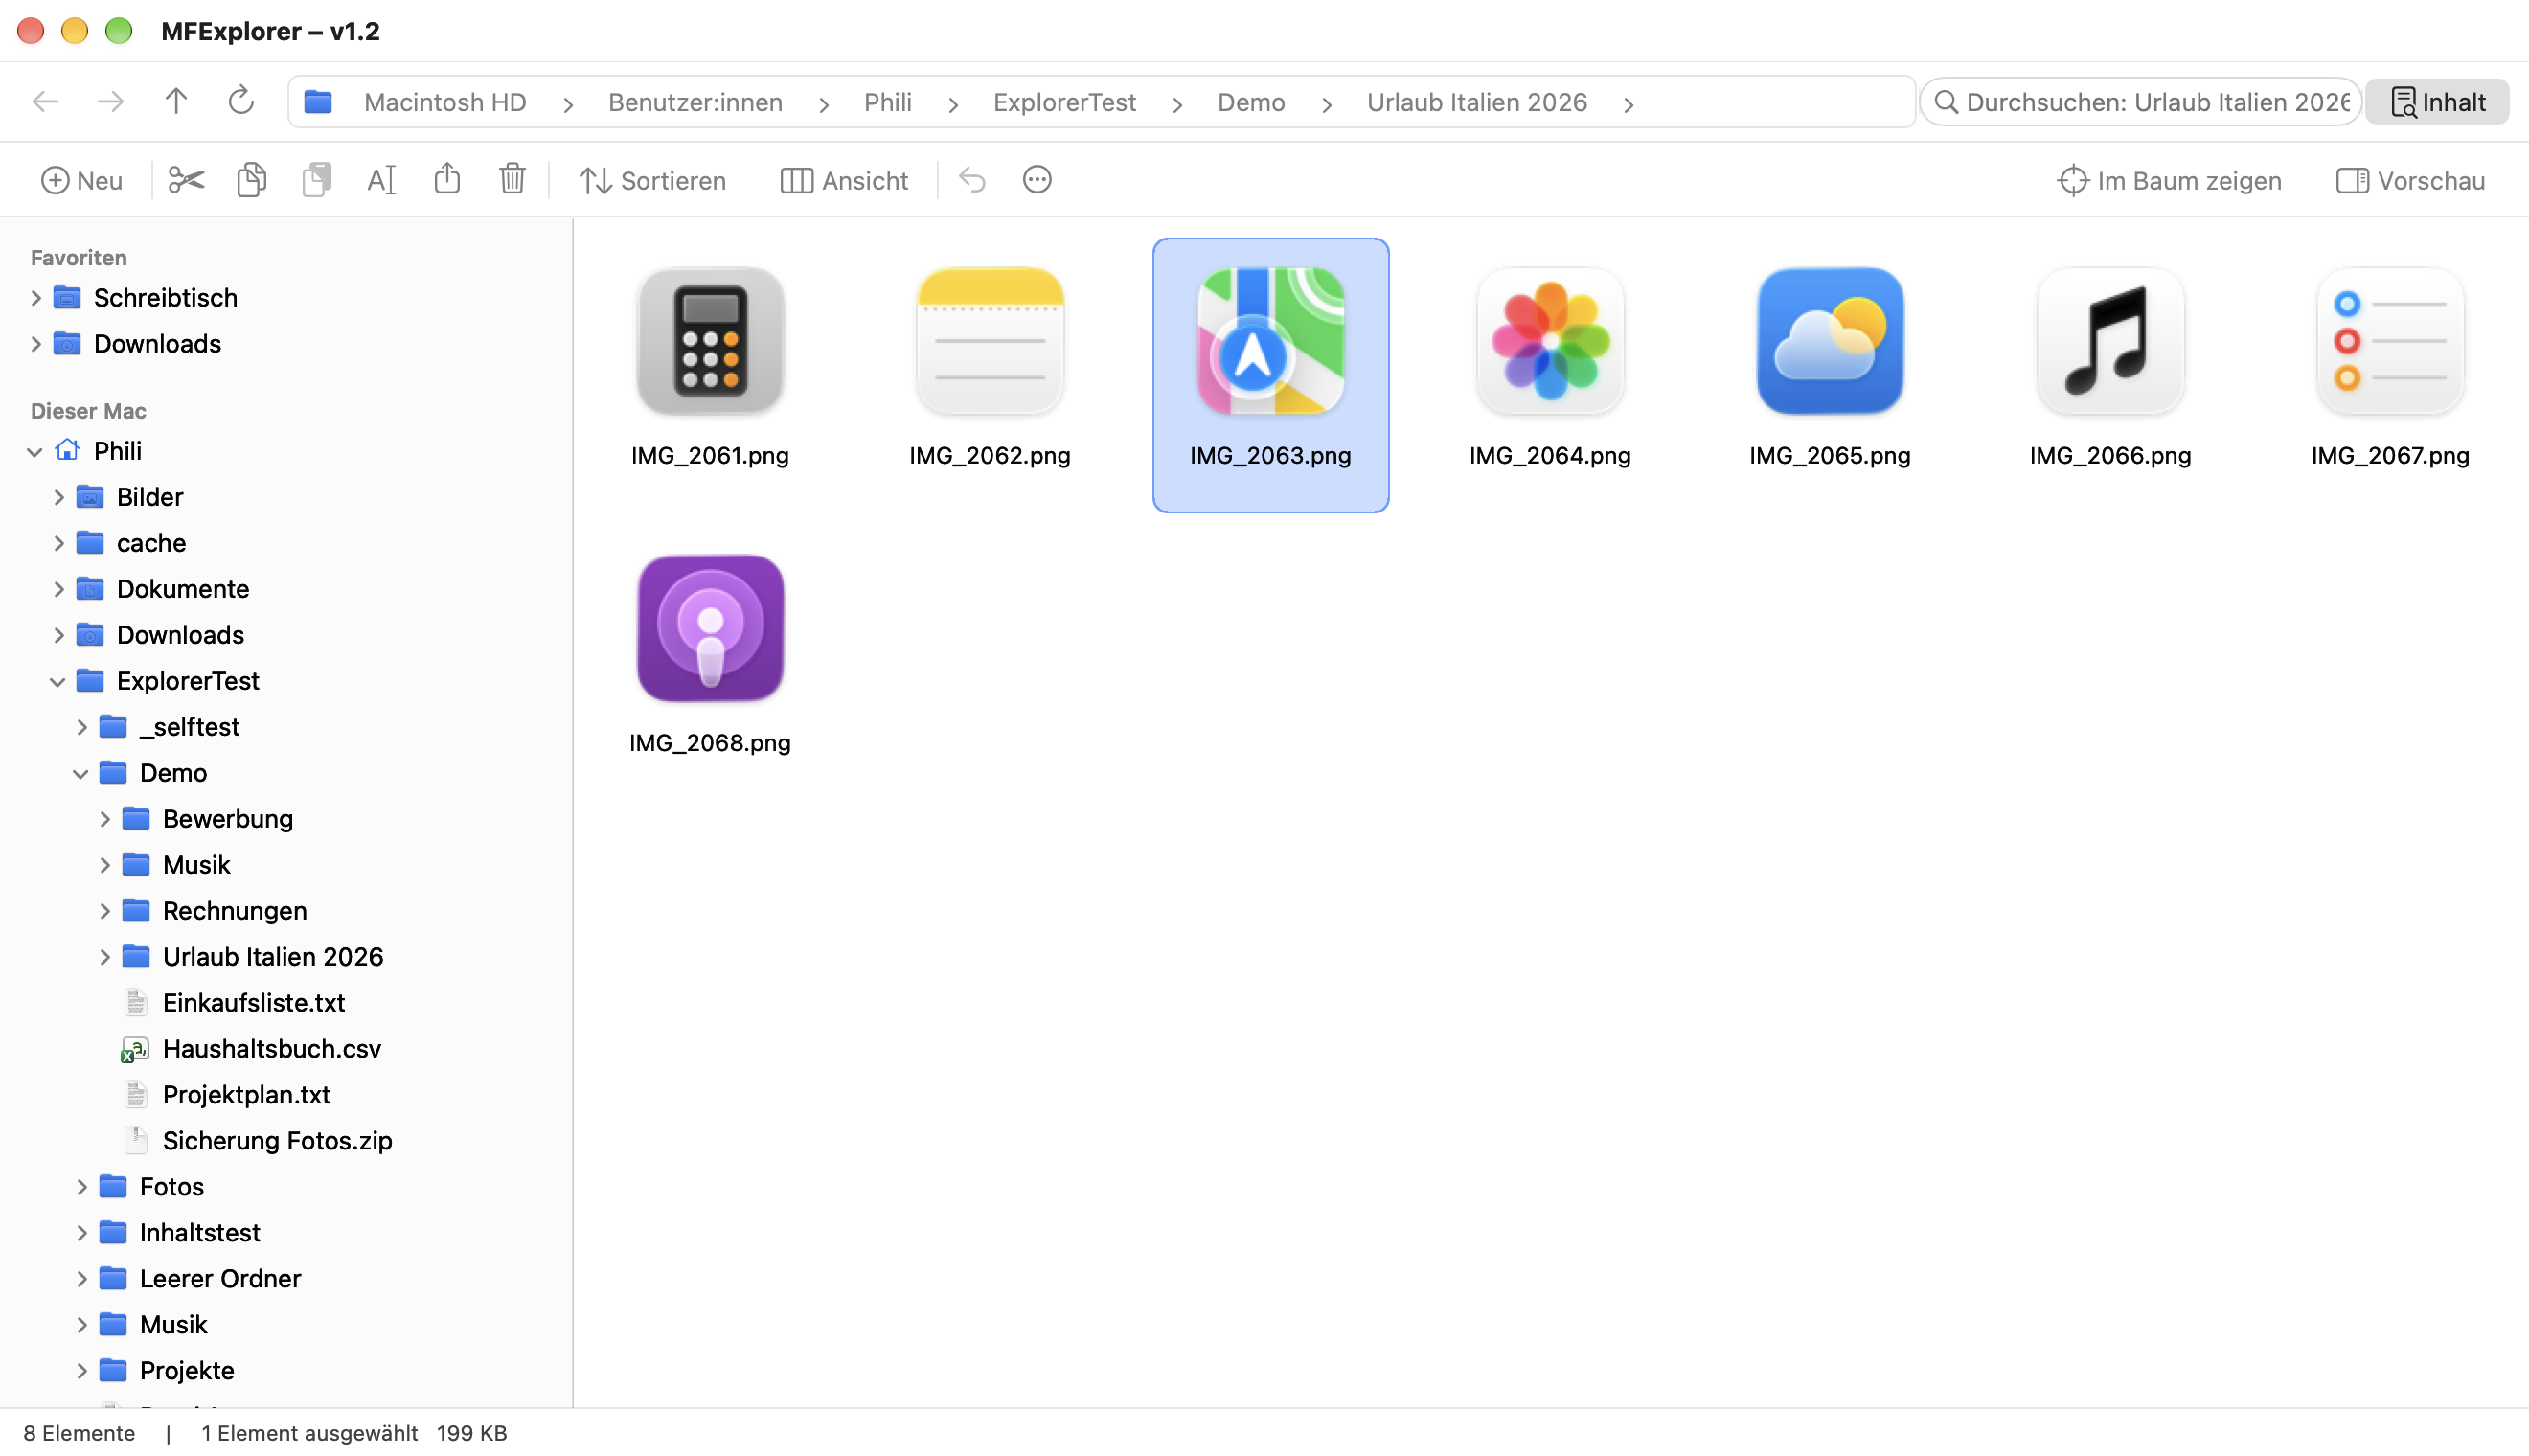 MFExplorer – v1.2
Macintosh HD
Benutzer:innen
Phili
ExplorerTest
Demo
Urlaub Italien 2026
Durchsuchen: Urlaub Italien 2026
Inhalt
Neu
Sortieren
Ansicht
Im Baum zeigen
Vorschau
Favoriten
Schreibtisch
Downloads
Dieser Mac
Phili
Bilder
cache
Dokumente
Downloads
ExplorerTest
_selftest
Demo
Bewerbung
Musik
Rechnungen
Urlaub Italien 2026
Einkaufsliste.txt
Haushaltsbuch.csv
Projektplan.txt
Sicherung Fotos.zip
Fotos
Inhaltstest
Leerer Ordner
Musik
Projekte
IMG_2061.png
IMG_2062.png
IMG_2063.png
IMG_2064.png
IMG_2065.png
IMG_2066.png
IMG_2067.png
IMG_2068.png
8 Elemente | 1 Element ausgewählt 199 KB